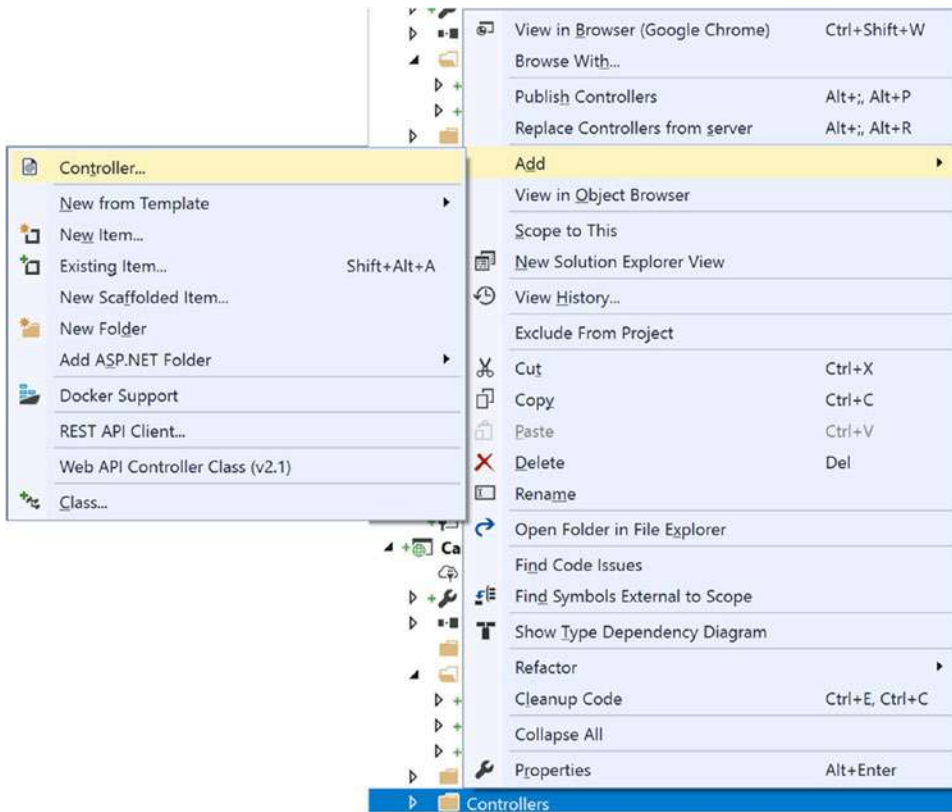 View in Browser (Google Chrome) Ctrl+Shift+W
Browse With...
Publish Controllers Alt+;, Alt+P
Replace Controllers from server Alt+;, Alt+R
Add
View in Object Browser
Scope to This
New Solution Explorer View
View History...
Exclude From Project
Cut Ctrl+X
Copy Ctrl+C
Paste Ctrl+V
Delete Del
Rename
Open Folder in File Explorer
Find Code Issues
Find Symbols External to Scope
Show Type Dependency Diagram
Refactor
Cleanup Code Ctrl+E, Ctrl+C
Collapse All
Properties Alt+Enter
Controller...
New from Template
New Item...
Existing Item... Shift+Alt+A
New Scaffolded Item...
New Folder
Add ASP.NET Folder
Docker Support
REST API Client...
Web API Controller Class (v2.1)
Class...
Ca
Controllers